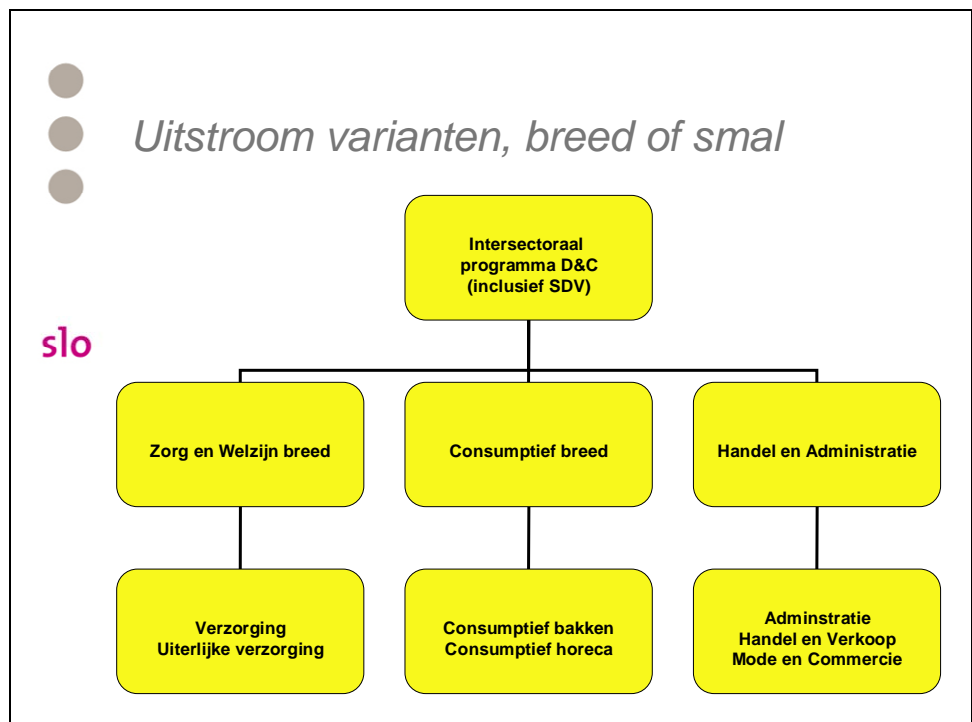 Uitstroom varianten, breed of smal
Intersectoraal
programma D&C
(inclusief SDV)
slo
Zorg en Welzijn breed
Consumptief breed
Handel en Administratie
Verzorging
Uiterlijke verzorging
Consumptief bakken
Consumptief horeca
Adminstratie
Handel en Verkoop
Mode en Commercie